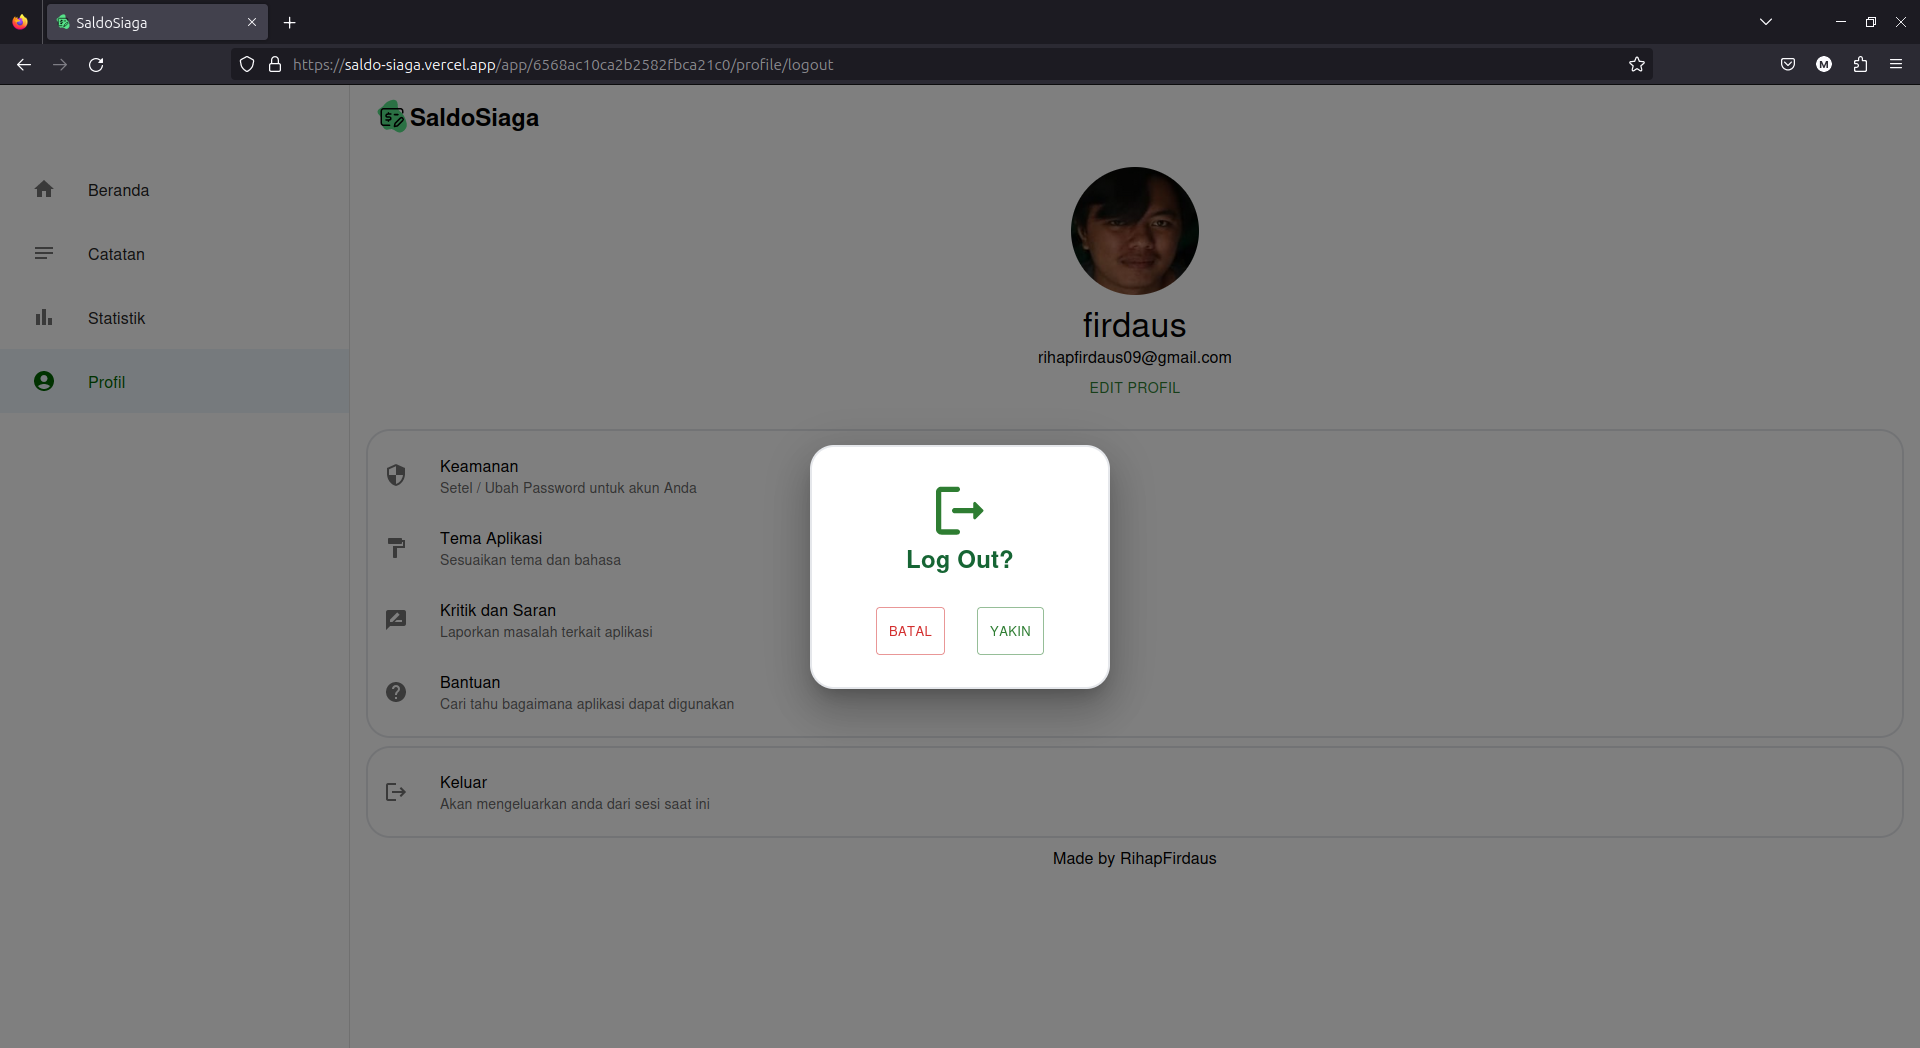 SaldoSiaga
https://saldo-siaga.vercel.app/app/6568ac10ca2b2582fbca21c0/profile/logout
M
SaldoSiaga
Beranda
Catatan
Statistik
Profil
firdaus
rihapfirdaus09@gmail.com
EDIT PROFIL
Keamanan
Setel / Ubah Password untuk akun Anda
Tema Aplikasi
Sesuaikan tema dan bahasa
Kritik dan Saran
Laporkan masalah terkait aplikasi
Bantuan
Cari tahu bagaimana aplikasi dapat digunakan
Log Out?
BATAL YAKIN
Keluar
Akan mengeluarkan anda dari sesi saat ini
Made by RihapFirdaus